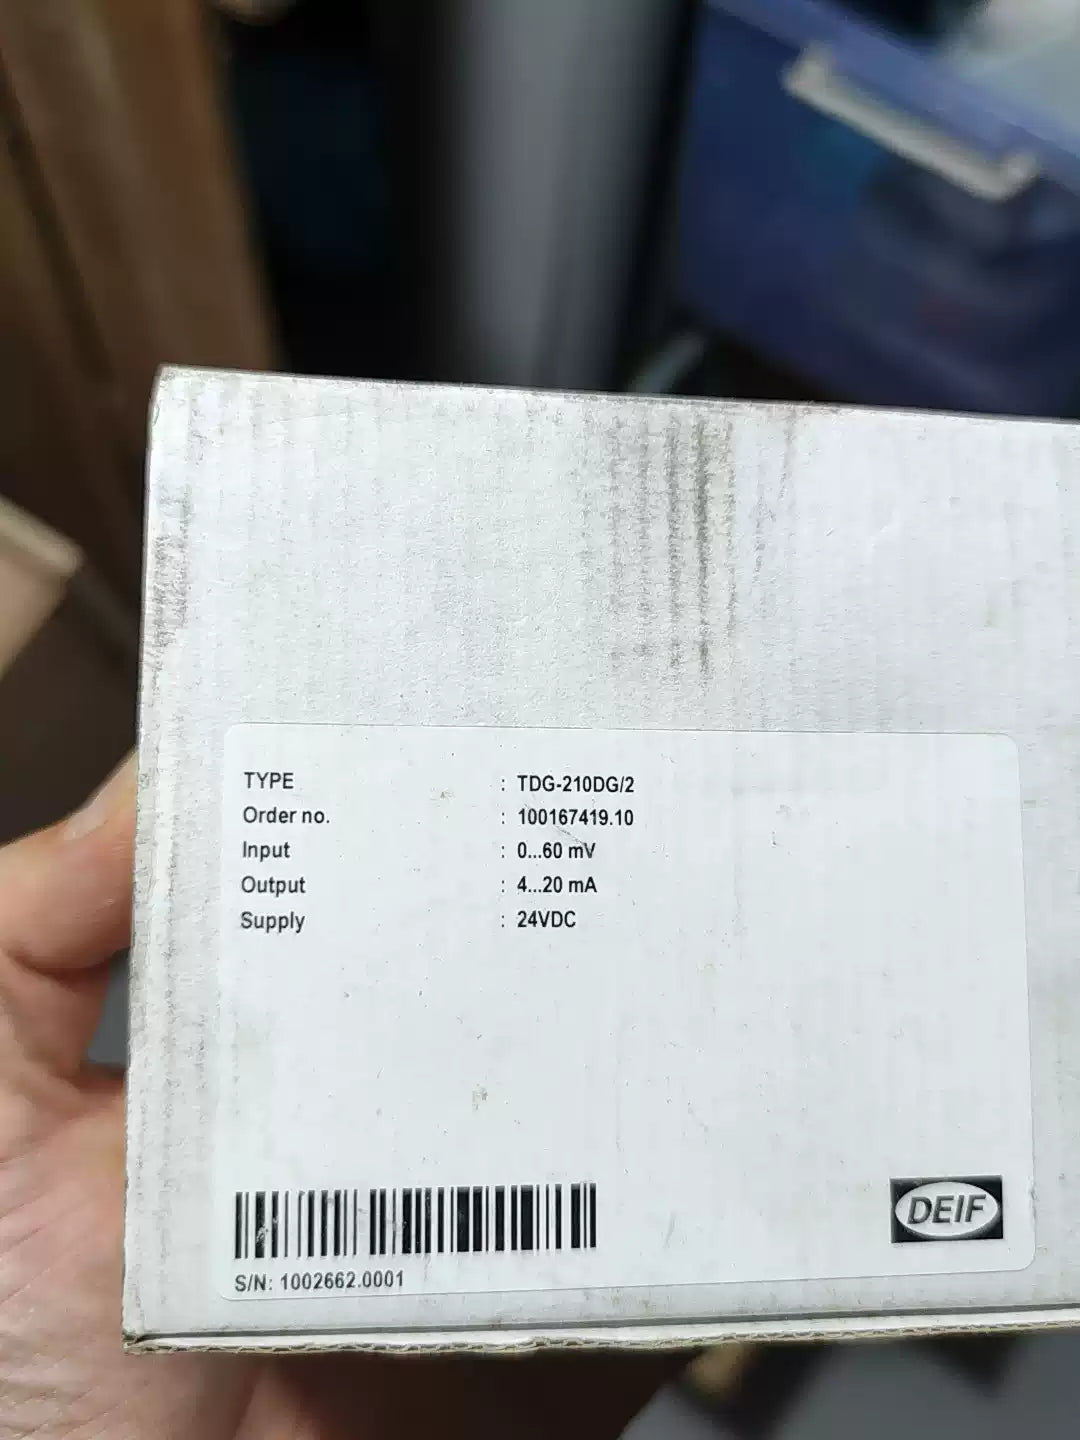 TYPE : TDG-210DG/2
Order no. : 100167419.10
Input : 0...60 mV
Output : 4...20 mA
Supply : 24VDC
DEIF
S/N: 1002662.0001